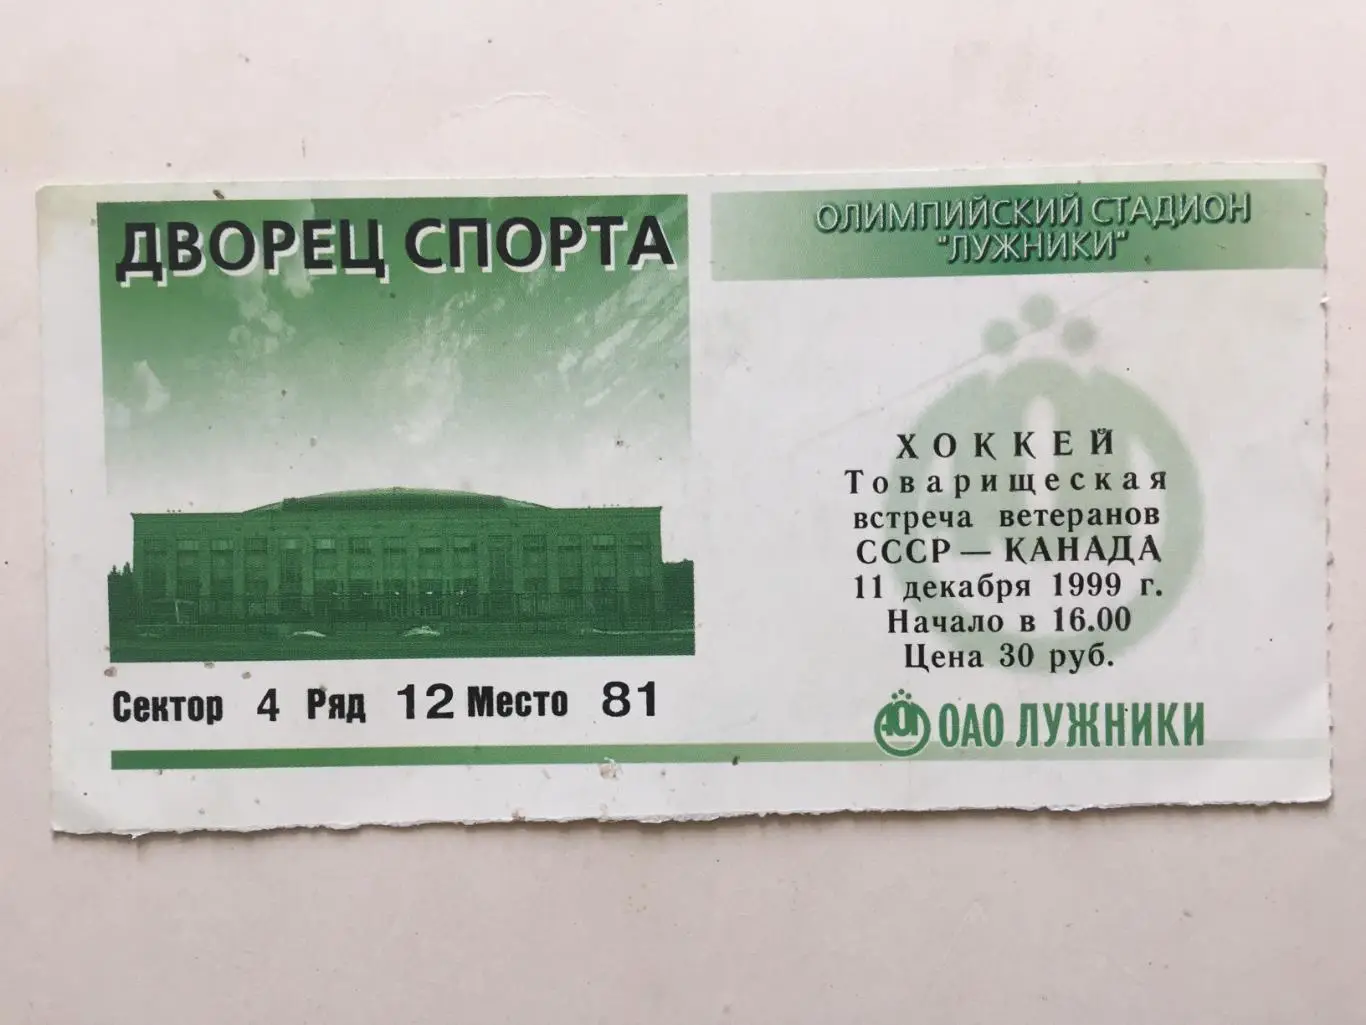 ДВОРЕЦ СПОРТА
Сектор 4 Ряд 12 Место 81
ОЛИМПИЙСКИЙ СТАДИОН
"ЛУЖНИКИ"
ХОККЕЙ
Товарищеская
встреча ветеранов
СССР — КАНАДА
11 декабря 1999 г.
Начало в 16.00
Цена 30 руб.
ОАО ЛУЖНИКИ